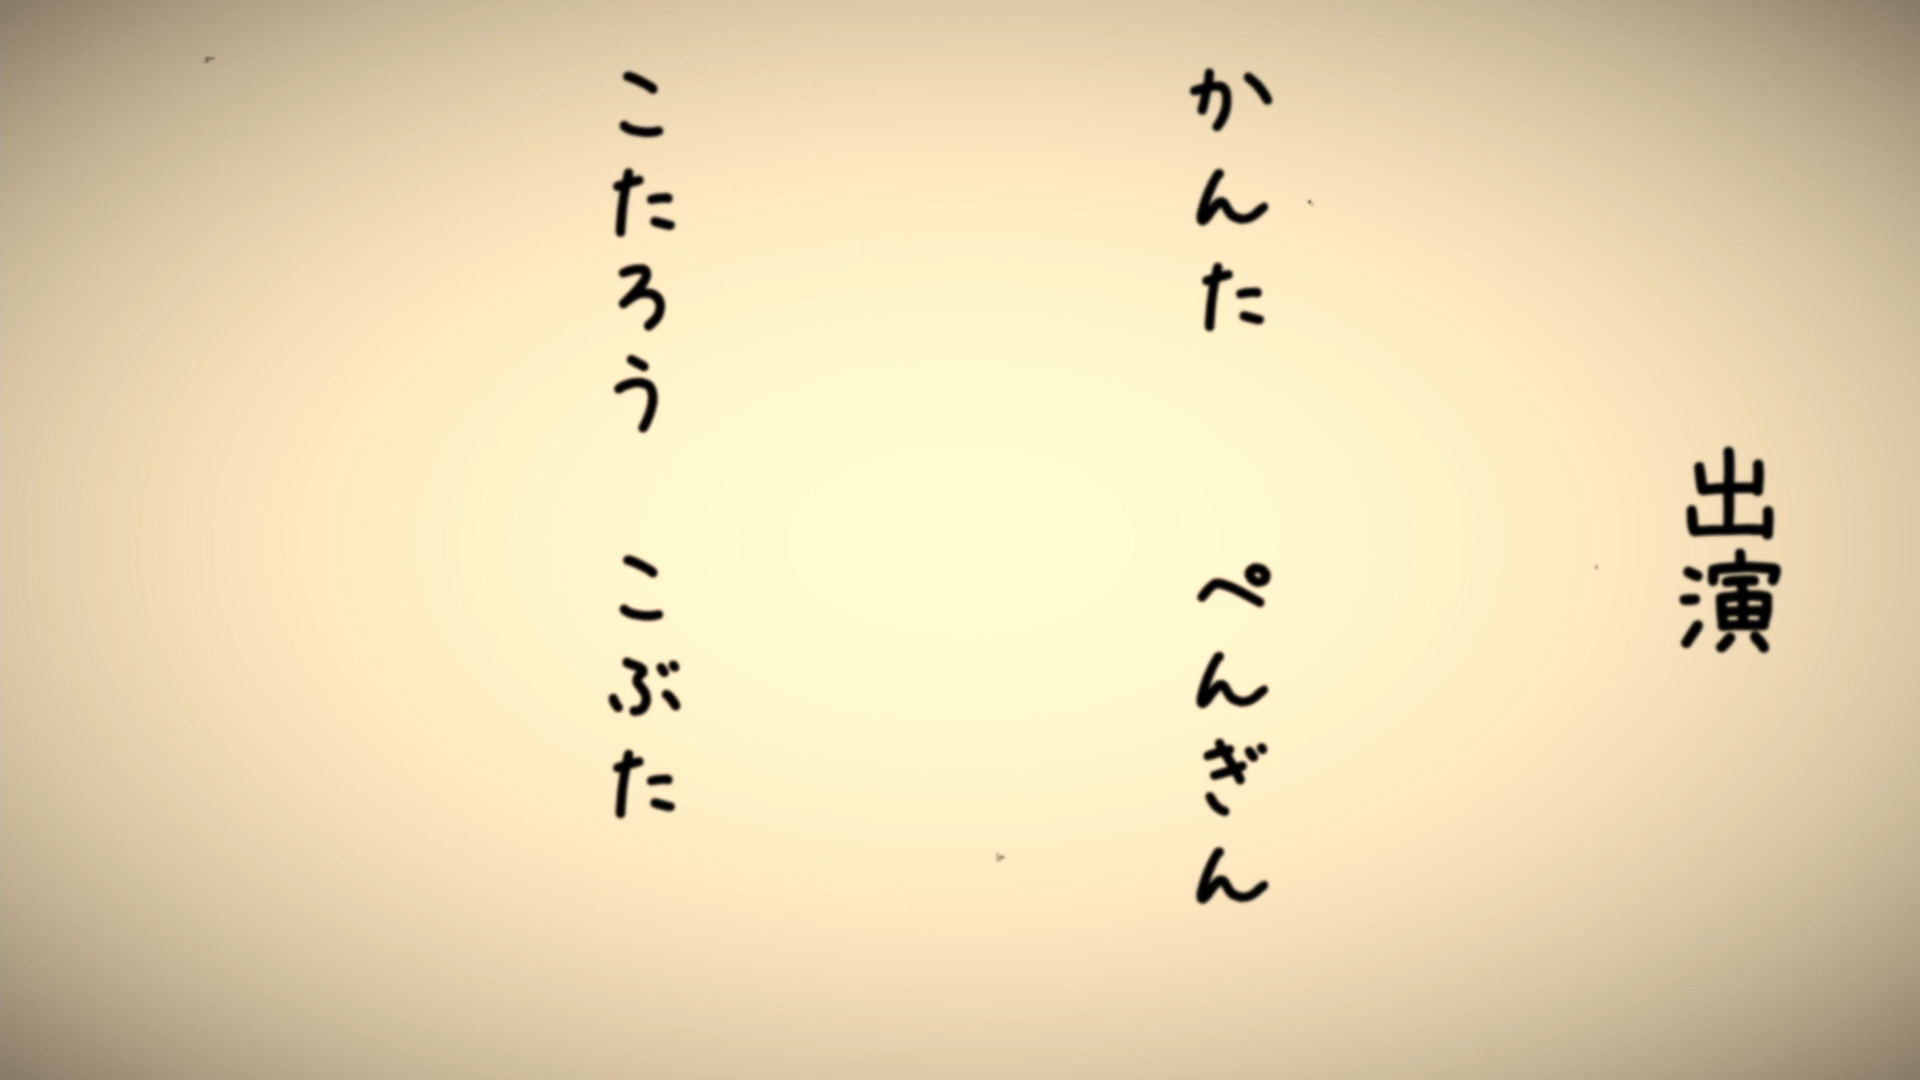 出演
かんた　ぺんぎん
こたろう　こぶた